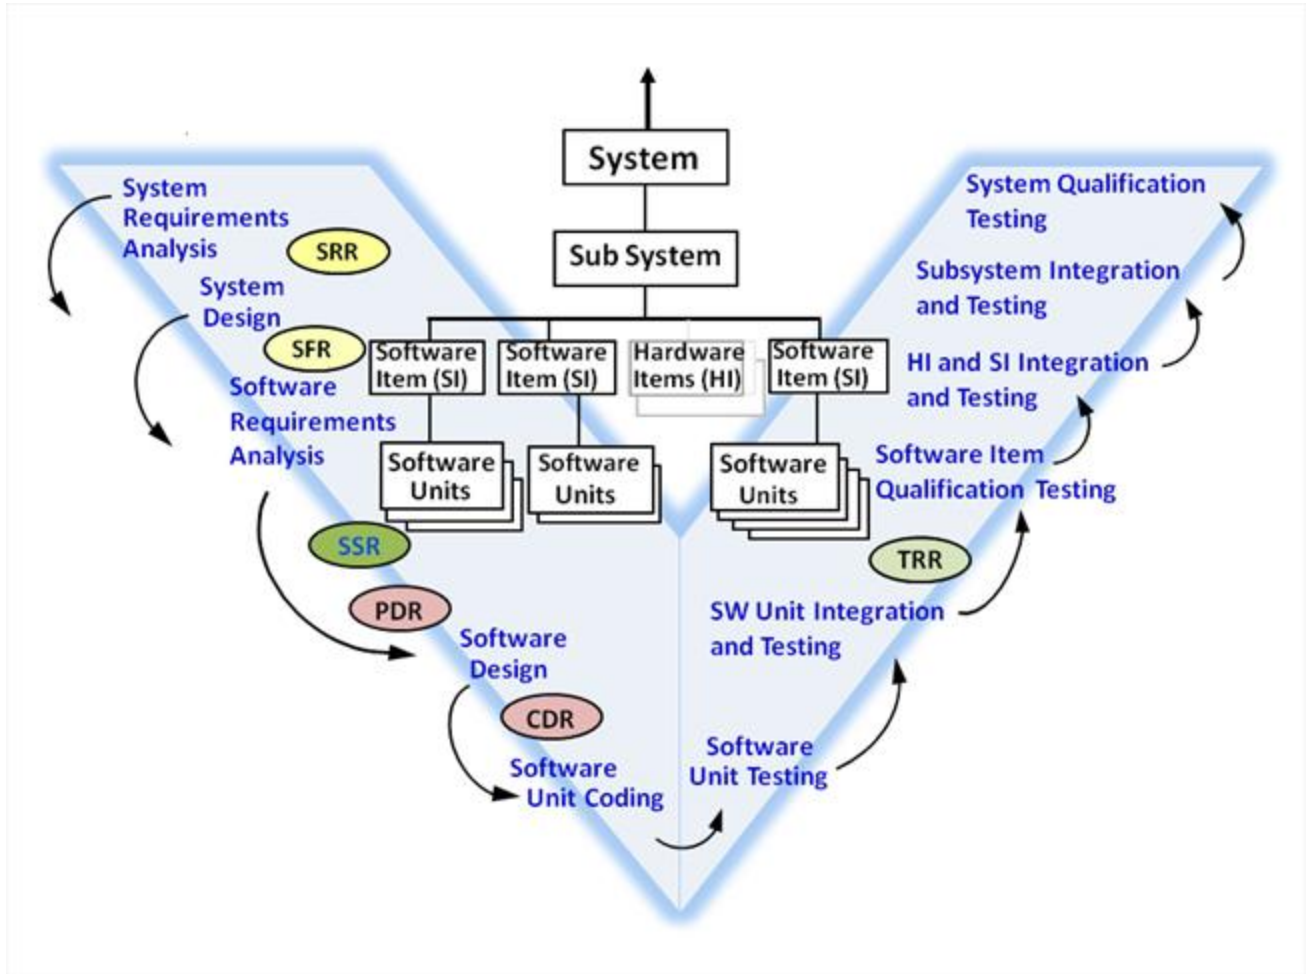 System
System
Requirements
Analysis
SRR
System
Design
SFR
Software
Requirements
Analysis
SSR
PDR
Software
Design
CDR
Software
Unit Coding
Sub System
Software
Item (SI)
Software
Item (SI)
Hardware
Items (HI)
Software
Item (SI)
Software
Units
Software
Units
Software
Units
System Qualification
Testing
Subsystem Integration
and Testing
HI and SI Integration
and Testing
Software Item
Qualification Testing
TRR
SW Unit Integration
and Testing
Software
Unit Testing